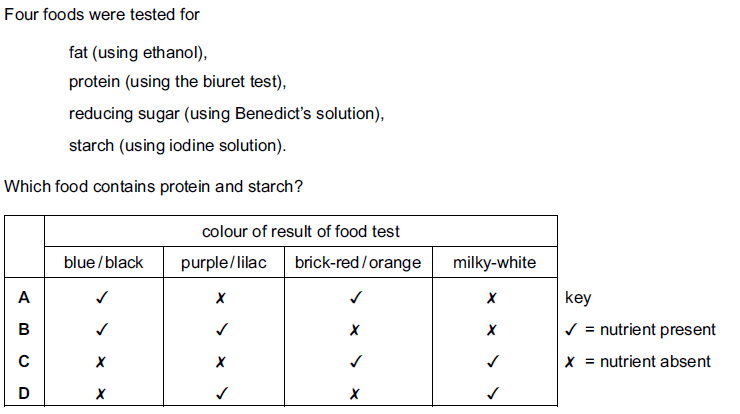 Four foods were tested for
fat (using ethanol),
protein (using the biuret test),
reducing sugar (using Benedict's solution),
starch (using iodine solution).
Which food contains protein and starch?
colour of result of food test
blue/black purple/lilac brick-red/orange milky-white
A ✓ ✗ ✓ ✗ key
B ✓ ✓ ✗ ✗ ✓ = nutrient present
C ✗ ✗ ✓ ✓ ✗ = nutrient absent
D ✗ ✓ ✗ ✓